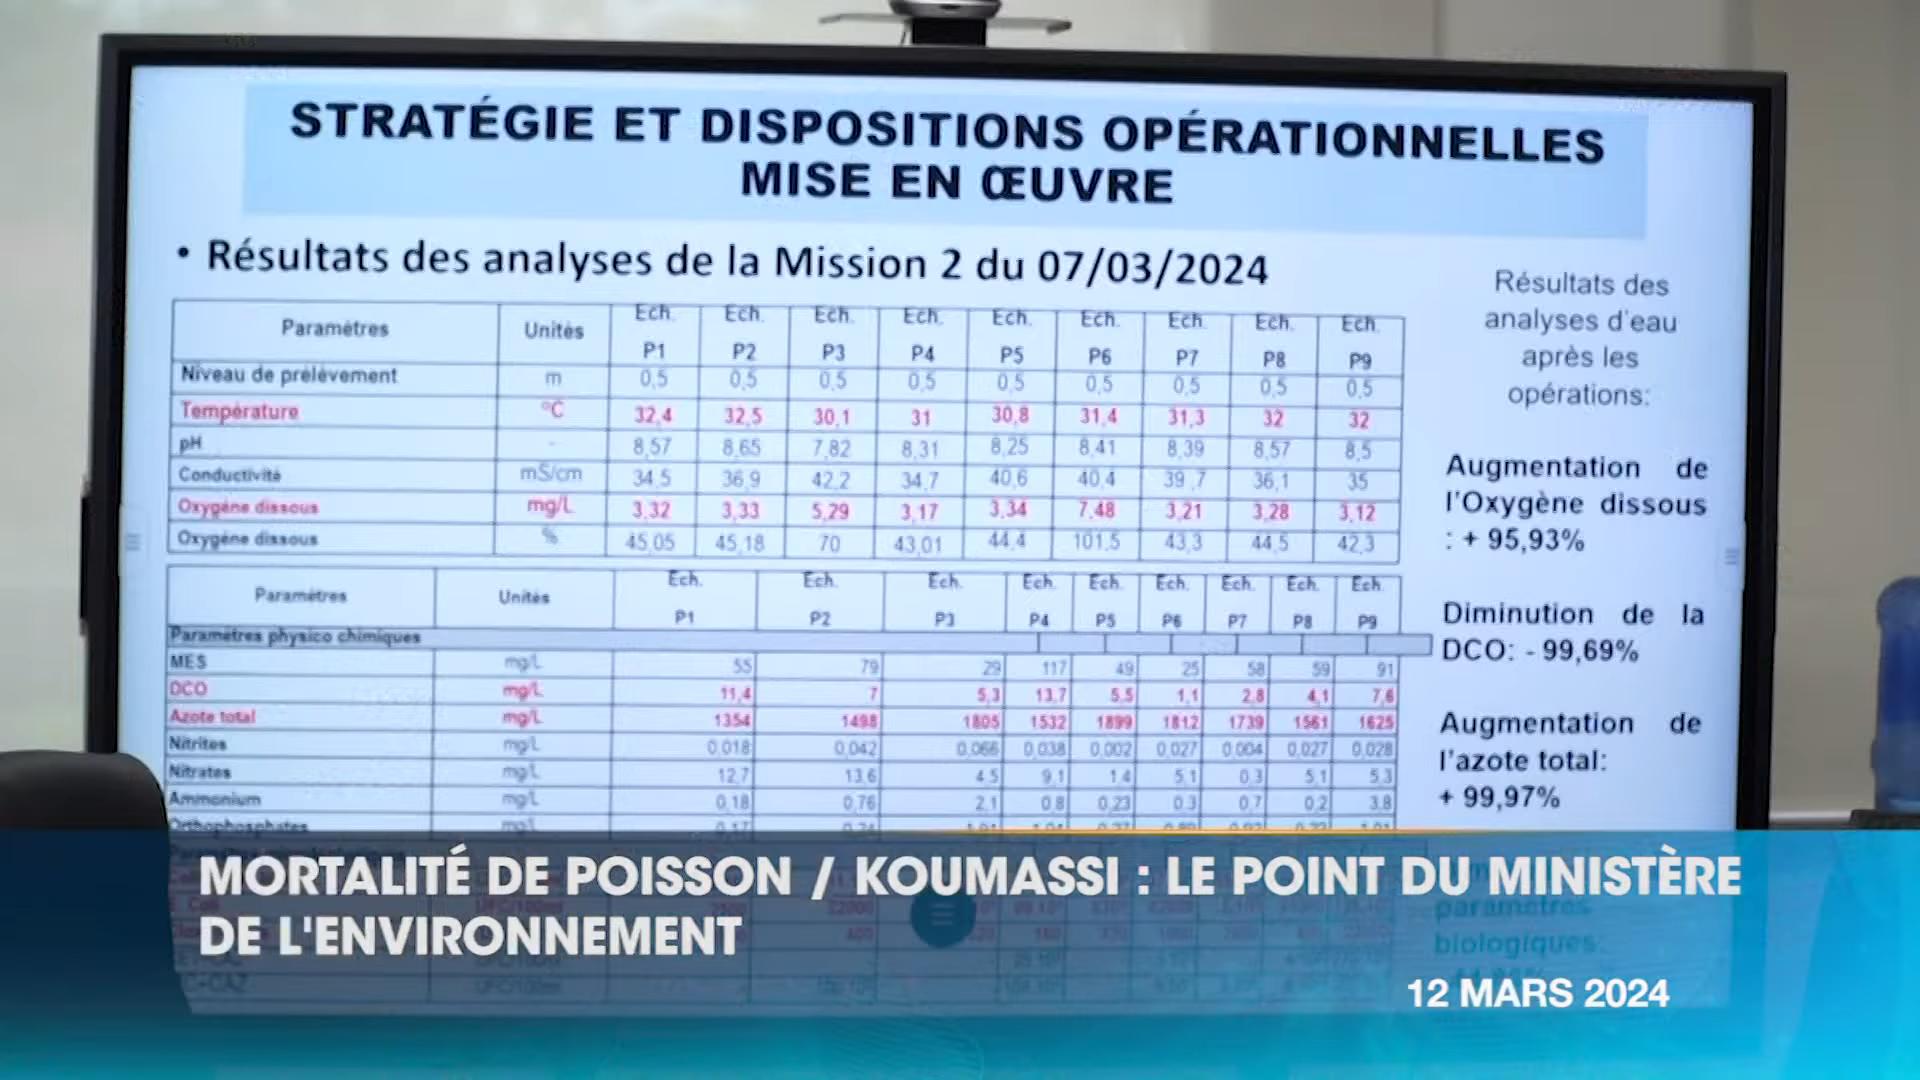 STRATÉGIE ET DISPOSITIONS OPÉRATIONNELLES
MISE EN ŒUVRE
• Résultats des analyses de la Mission 2 du 07/03/2024
Paramètres Unités Ech. P1 Ech. P2 Ech. P3 Ech. P4 Ech. P5 Ech. P6 Ech. P7 Ech. P8 Ech. P9
Niveau de prélèvement m 0,5 0,5 0,5 0,5 0,5 0,5 0,5 0,5 0,5
Température °C 32,4 32,5 30,1 31 30,8 31,4 31,3 32 32
pH - 8,57 8,65 7,82 8,31 8,25 8,41 8,39 8,57 8,5
Conductivité mS/cm 34,5 36,9 42,2 34,7 40,6 40,4 39,7 36,1 35
Oxygène dissous mg/L 3,32 3,33 5,29 3,17 3,34 7,48 3,21 3,28 3,12
Oxygène dissous % 45,05 45,18 70 43,01 44,4 101,5 43,3 44,5 42,3
Paramètres Unités Ech. P1 Ech. P2 Ech. P3 Ech. P4 Ech. P5 Ech. P6 Ech. P7 Ech. P8 Ech. P9
Paramètres physico chimiques
MES mg/L 55 79 29 117 49 25 58 59 91
DCO mg/L 11,4 7 5,3 13,7 5,5 1,1 2,8 4,1 7,6
Azote total mg/L 1354 1498 1805 1532 1899 1812 1739 1561 1625
Nitrites mg/L 0,018 0,042 0,066 0,038 0,002 0,027 0,004 0,027 0,028
Nitrates mg/L 12,7 13,6 4,5 9,1 1,4 5,1 0,3 5,1 5,3
Ammonium mg/L 0,18 0,76 2,1 0,8 0,23 0,3 0,7 0,2 3,8
Orthophosphates mg/L
Résultats des
analyses d'eau
après les
opérations:
Augmentation de
l'Oxygène dissous
: + 95,93%
Diminution de la
DCO: - 99,69%
Augmentation de
l'azote total:
+ 99,97%
paramètres
biologiques:
MORTALITÉ DE POISSON / KOUMASSI : LE POINT DU MINISTÈRE
DE L'ENVIRONNEMENT
12 MARS 2024